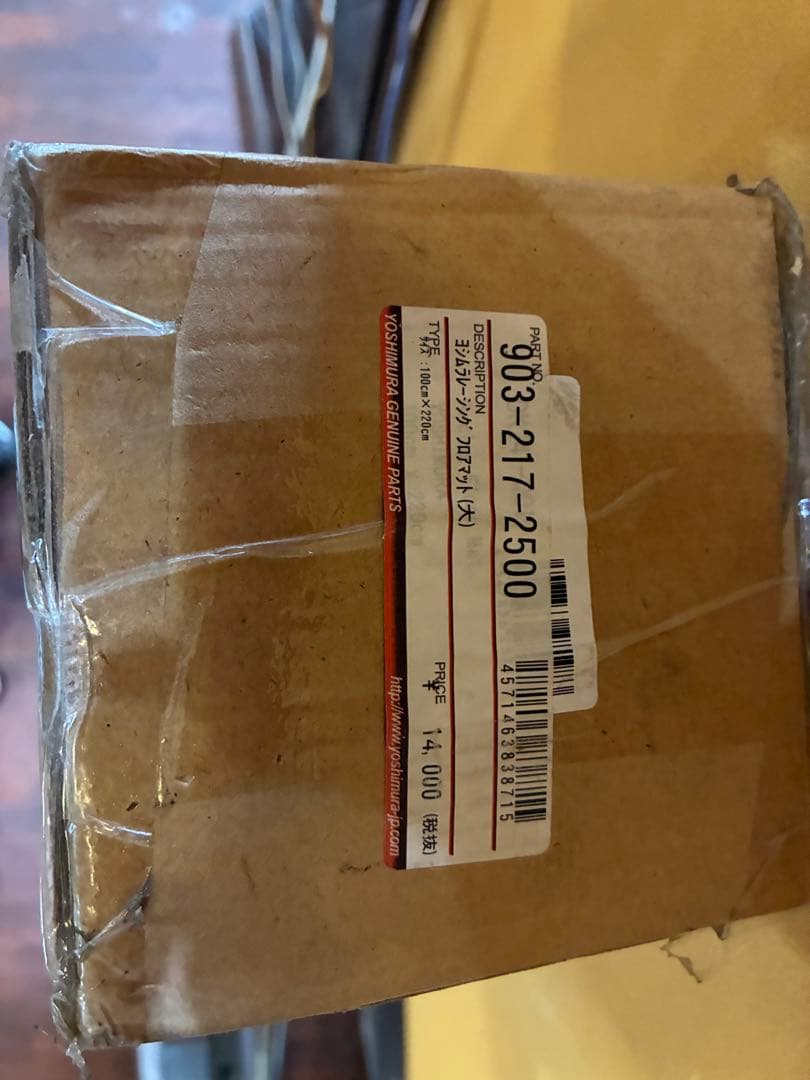 PART NO.
903-217-2500
4571463838715
DESCRIPTION
ﾖｼﾑﾗﾚｰｼﾝｸﾞ ﾌﾛｱﾏｯﾄ(大)
TYPE
ｻｲｽﾞ:100cm×220cm
PRICE
¥ 14,000 (税抜)
YOSHIMURA GENUINE PARTS
http://www.yoshimura-jp.com